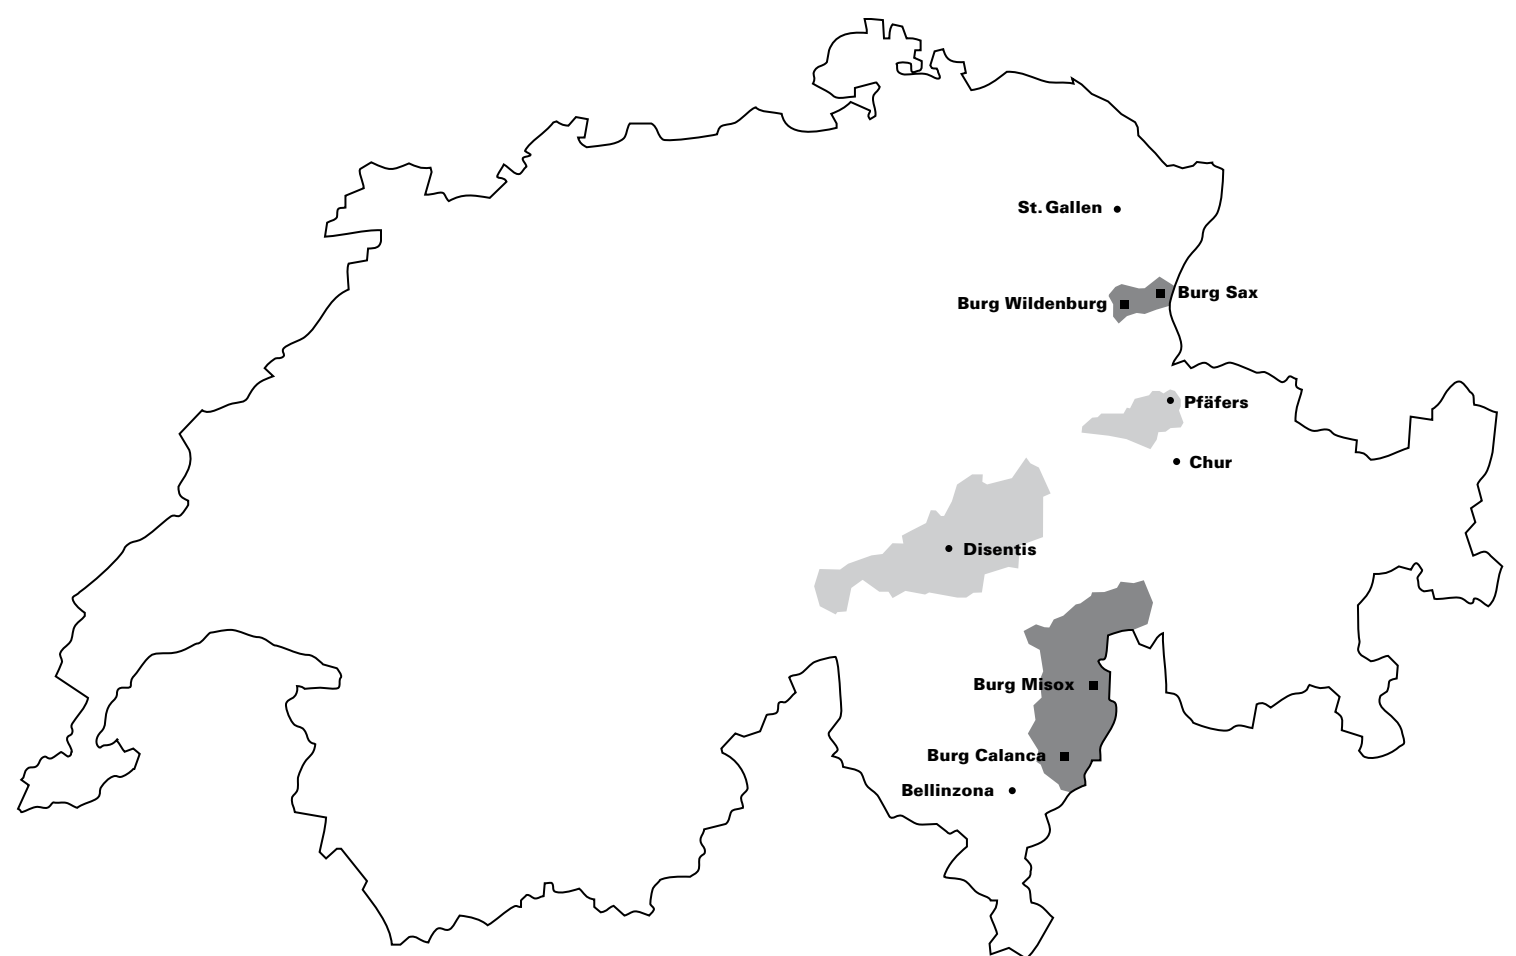 St. Gallen
Burg Sax
Burg Wildenburg
Pfäfers
Chur
Disentis
Burg Misox
Burg Calanca
Bellinzona